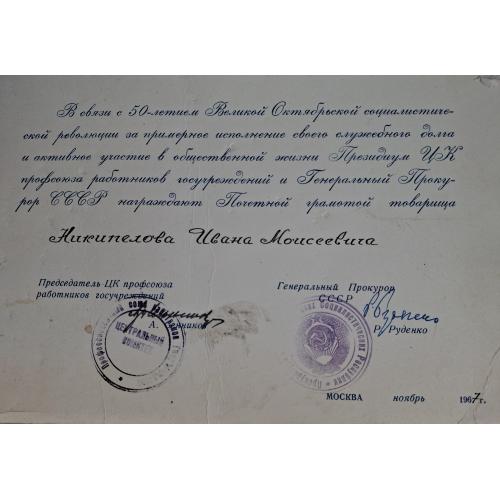 В связи с 50-летием Великой Октябрьской социалистиче-
ской революции за примерное исполнение своего служебного долга
и активное участие в общественной жизни Президиум ЦК
профсоюза работников госучреждений и Генеральный Проку-
рор СССР награждают Почетной грамотой товарища
Никипелова Ивана Моисеевича
Председатель ЦК профсоюза
работников госучреждений
А.
ЦЕНТРАЛЬНЫЙ
КОМИТЕТ
Генеральный Прокурор
СССР
Р. Руденко
МОСКВА ноябрь 1967 г.